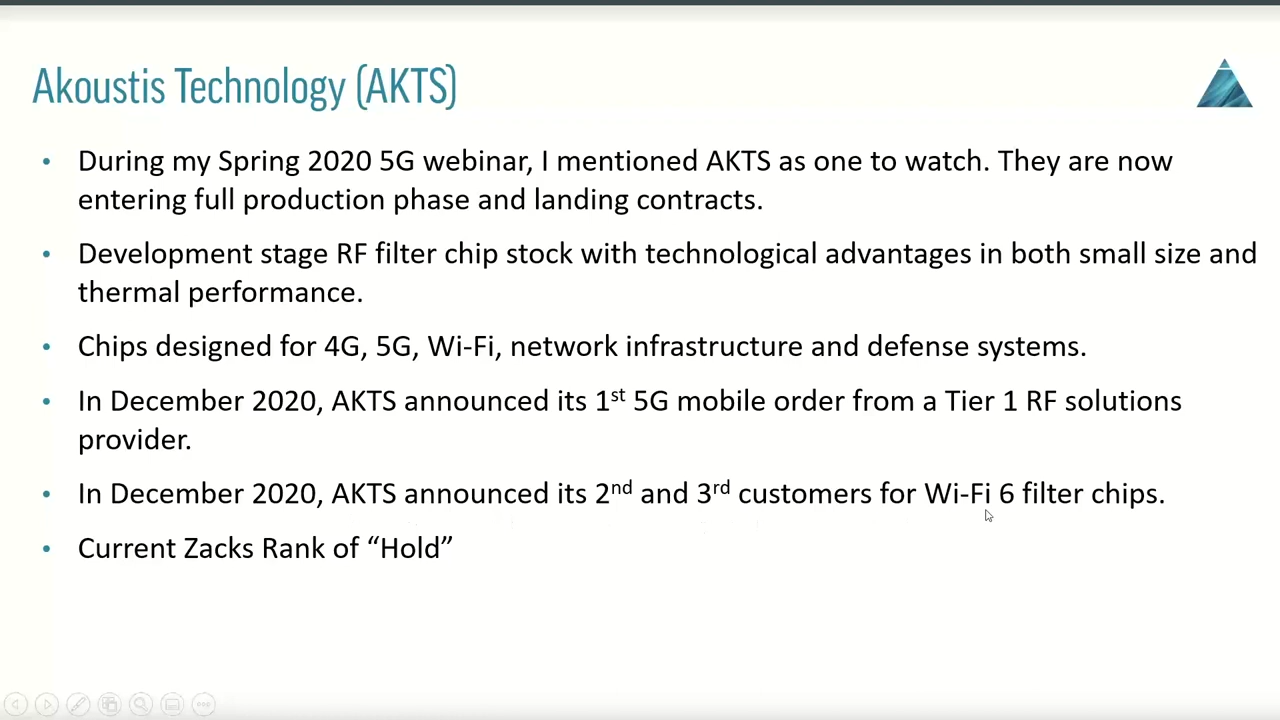 Akoustis Technology (AKTS)
• During my Spring 2020 5G webinar, I mentioned AKTS as one to watch. They are now
entering full production phase and landing contracts.
• Development stage RF filter chip stock with technological advantages in both small size and
thermal performance.
• Chips designed for 4G, 5G, Wi-Fi, network infrastructure and defense systems.
• In December 2020, AKTS announced its 1st 5G mobile order from a Tier 1 RF solutions
provider.
• In December 2020, AKTS announced its 2nd and 3rd customers for Wi-Fi 6 filter chips.
• Current Zacks Rank of “Hold”